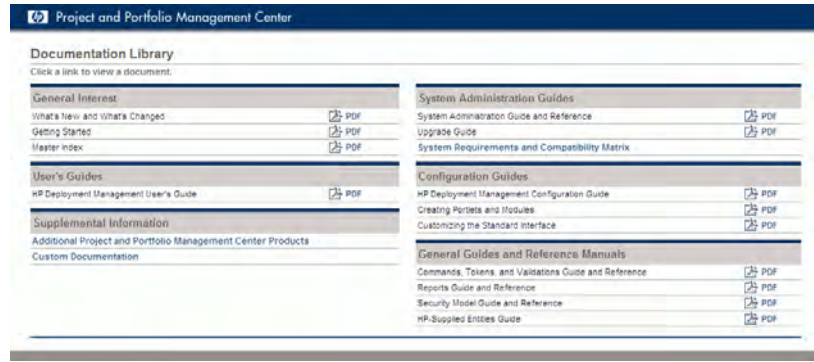 hp Project and Portfolio Management Center
Documentation Library
Click a link to view a document.
General Interest
What's New and What's Changed PDF
Getting Started PDF
Master Index PDF
User's Guides
HP Deployment Management User's Guide PDF
Supplemental Information
Additional Project and Portfolio Management Center Products
Custom Documentation
System Administration Guides
System Administration Guide and Reference PDF
Upgrade Guide PDF
System Requirements and Compatibility Matrix
Configuration Guides
HP Deployment Management Configuration Guide PDF
Creating Portlets and Modules PDF
Customizing the Standard Interface PDF
General Guides and Reference Manuals
Commands, Tokens, and Validations Guide and Reference PDF
Reports Guide and Reference PDF
Security Model Guide and Reference PDF
HP-Supplied Entities Guide PDF